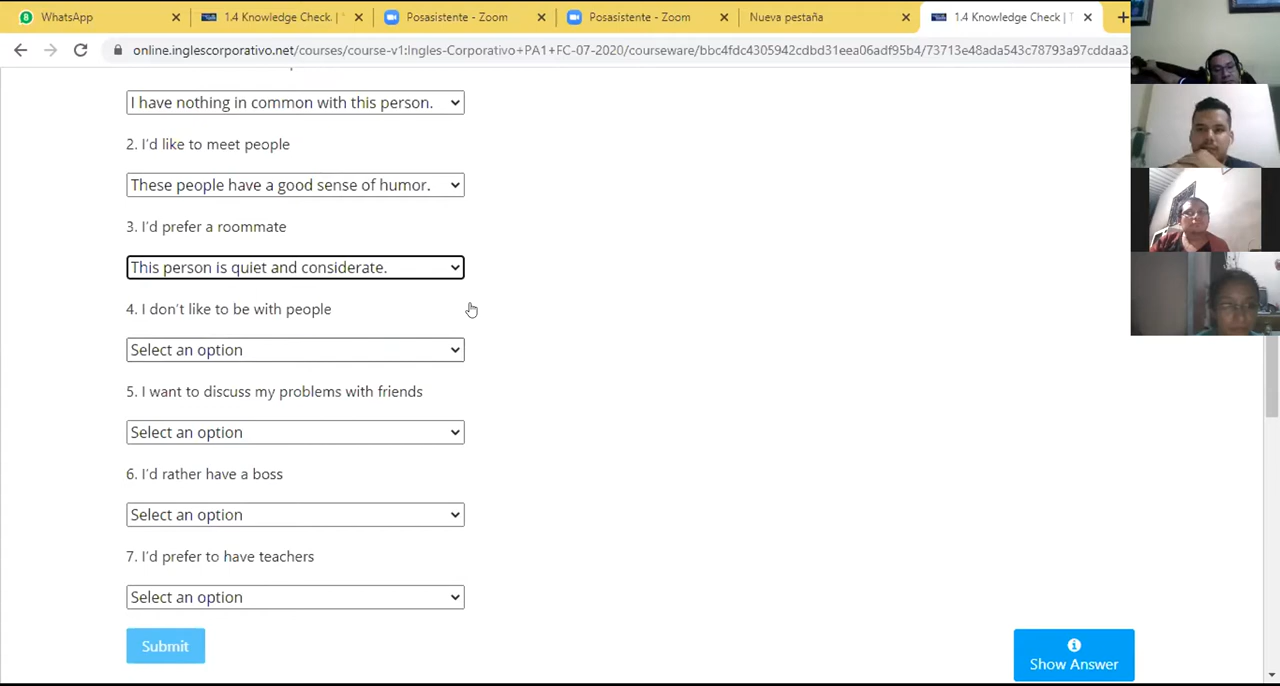 WhatsApp
1.4 Knowledge Check.
Posasistente - Zoom
Posasistente - Zoom
Nueva pestaña
1.4 Knowledge Check | T
online.inglescorporativo.net/courses/course-v1:Ingles-Corporativo+PA1+FC-07-2020/courseware/bbc4fdc4305942cdbd31eea06adf95b4/73713e48ada543c78793a97cddaa3
I have nothing in common with this person.
2. I'd like to meet people
These people have a good sense of humor.
3. I'd prefer a roommate
This person is quiet and considerate.
4. I don't like to be with people
Select an option
5. I want to discuss my problems with friends
Select an option
6. I'd rather have a boss
Select an option
7. I'd prefer to have teachers
Select an option
Submit
Show Answer